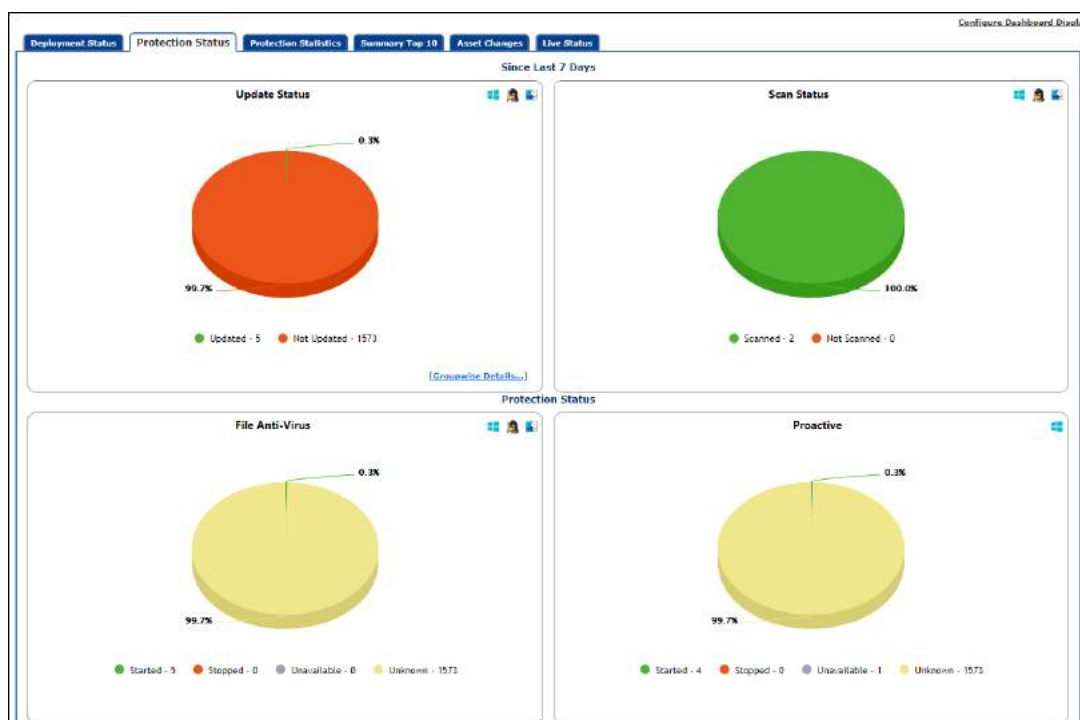 Configure Dashboard Displa
Deployment Status Protection Status Protection Statistics Summary Top 10 Asset Changes Live Status
Since Last 7 Days
Update Status
0.3%
99.7%
Updated - 5 Not Updated - 1573
[Groupwise Details...]
Scan Status
100.0%
Scanned - 2 Not Scanned - 0
Protection Status
File Anti-Virus
0.3%
99.7%
Started - 5 Stopped - 0 Unavailable - 0 Unknown - 1573
Proactive
0.3%
99.7%
Started - 4 Stopped - 0 Unavailable - 1 Unknown - 1573